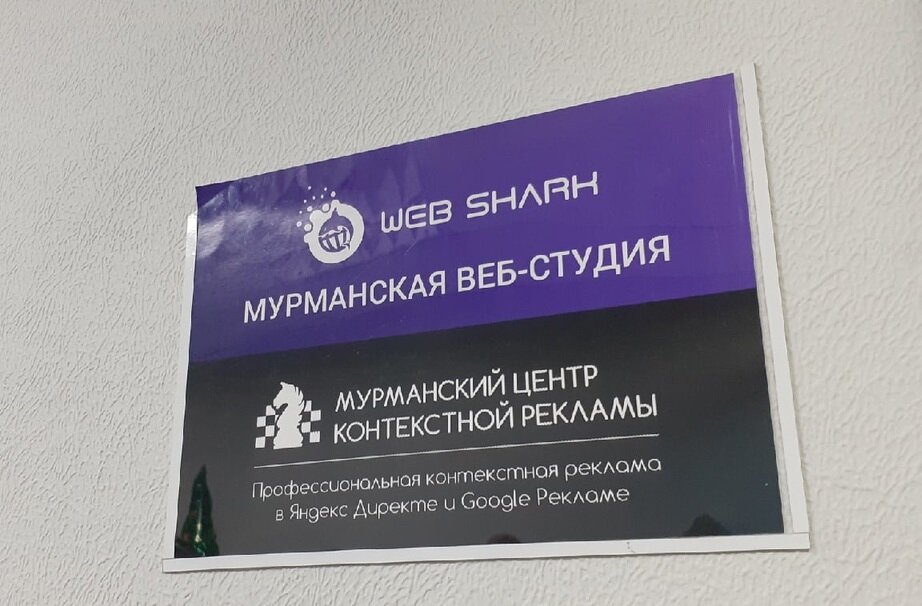 WEB SHARK
МУРМАНСКАЯ ВЕБ-СТУДИЯ
МУРМАНСКИЙ ЦЕНТР
КОНТЕКСТНОЙ РЕКЛАМЫ
Профессиональная контекстная реклама
в Яндекс Директе и Google Рекламе